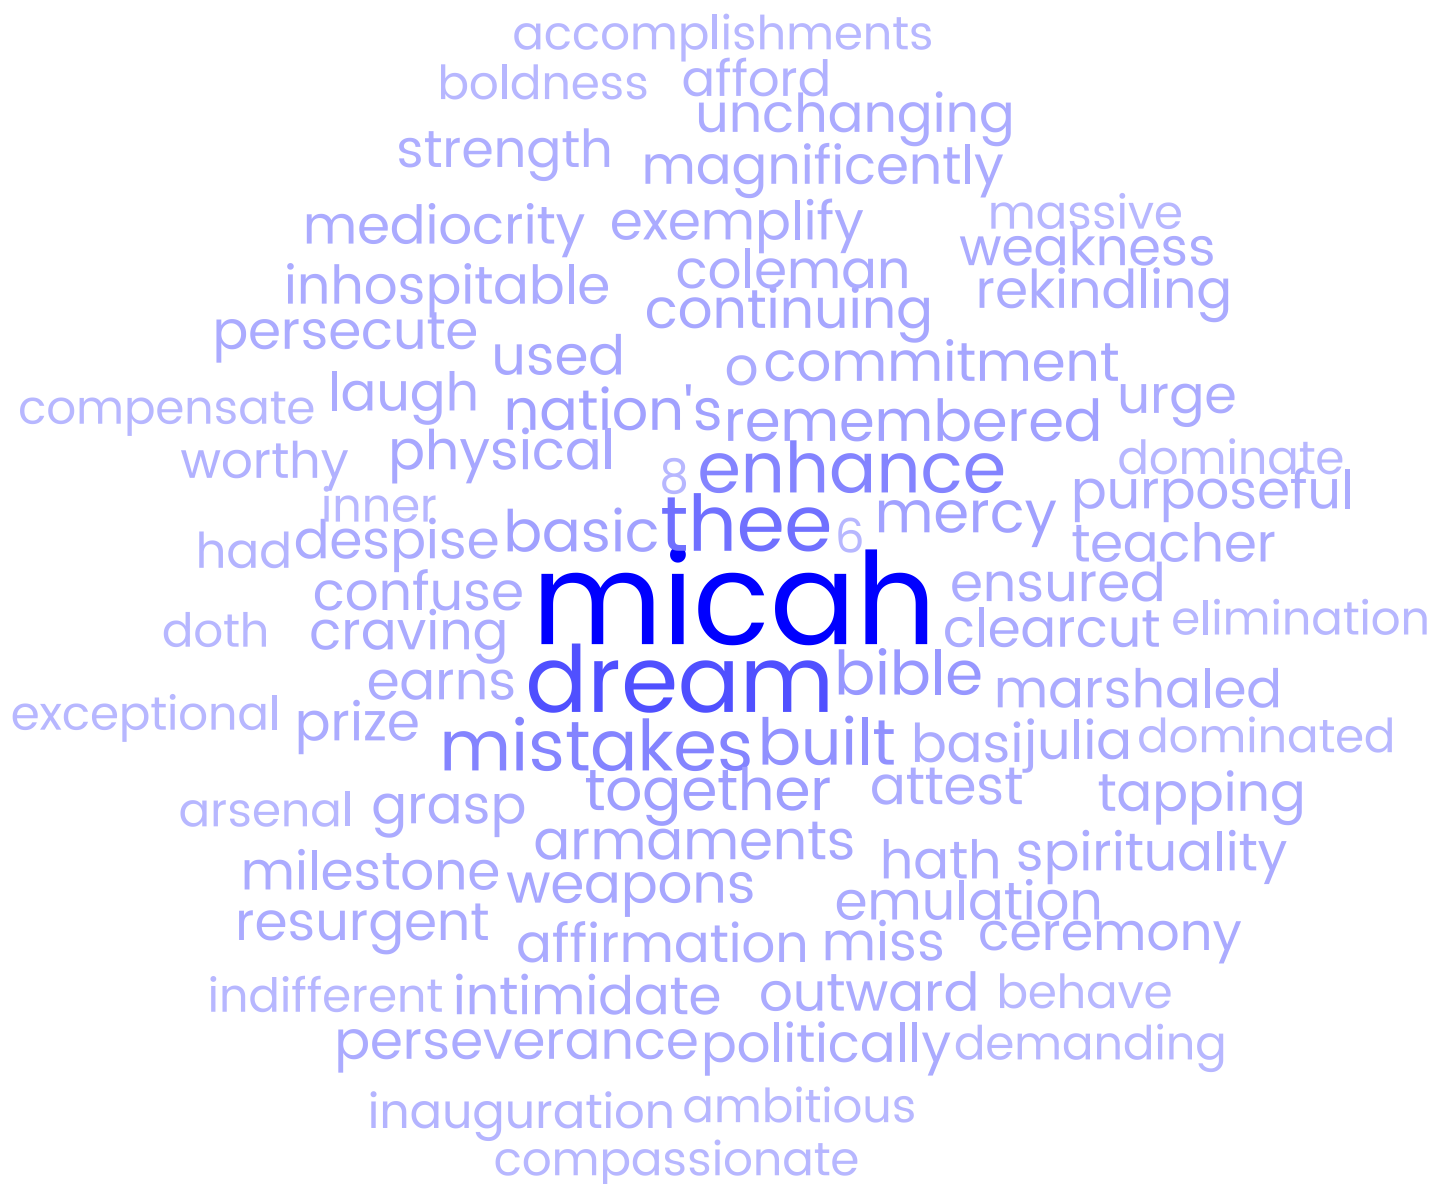 accomplishments
boldness afford
unchanging
strength magnificently
mediocrity exemplify massive
weakness
inhospitable coleman rekindling
continuing
persecute used o commitment
compensate laugh nation's remembered urge
worthy physical 8 enhance dominate
purposeful
inner thee mercy
had despise basic 6 teacher
confuse micah ensured
doth craving clearcut elimination
earns dream bible marshaled
exceptional prize mistakes built basij julia dominated
together attest tapping
arsenal grasp armaments
milestone weapons hath spirituality
resurgent emulation
affirmation miss ceremony
indifferent intimidate outward behave
perseverance politically demanding
inauguration ambitious
compassionate